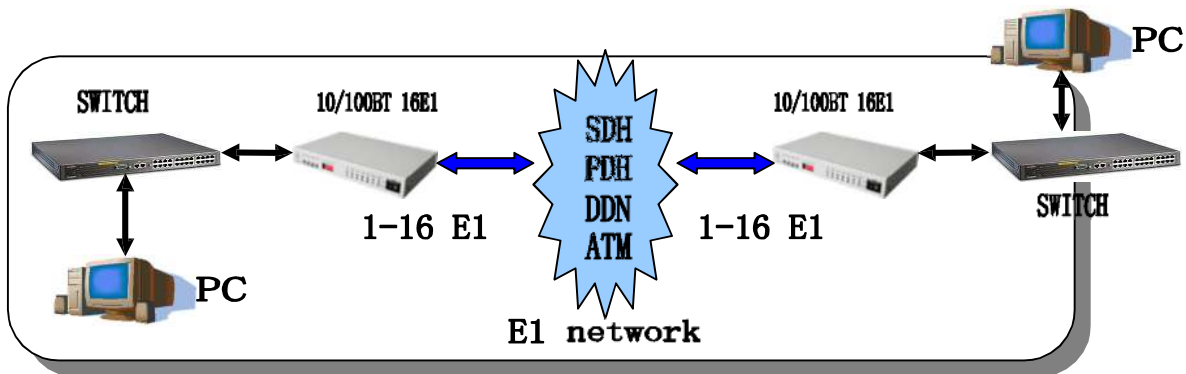 PC
SWITCH
10/100BT 16E1
10/100BT 16E1
SDH
PDH
DDN
ATM
SWITCH
1-16 E1
1-16 E1
PC
E1 network